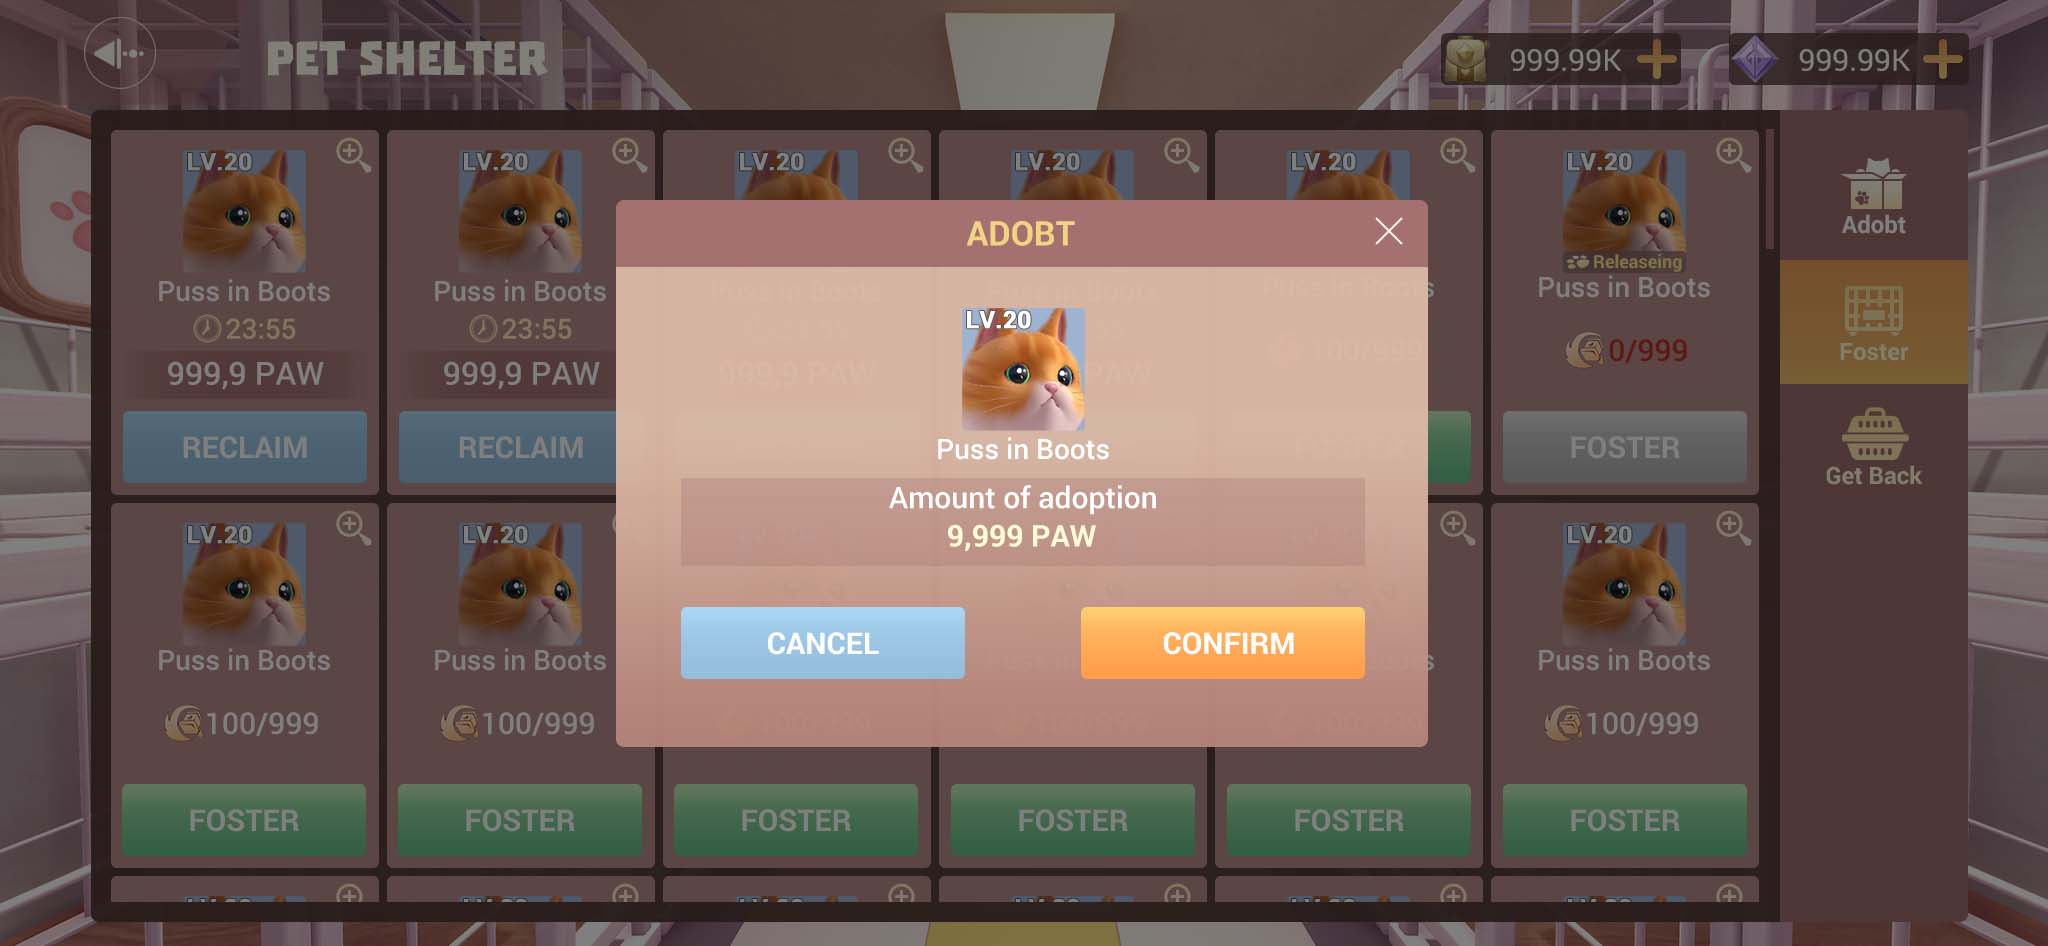 PET SHELTER
999.99K
999.99K
LV.20
LV.20
LV.20
LV.20
LV.20
LV.20
Releaseing
Puss in Boots
Puss in Boots
Puss in Boots
23:55
23:55
0/999
999,9 PAW
999,9 PAW
RECLAIM
RECLAIM
FOSTER
ADOBT
LV.20
Puss in Boots
Amount of adoption
9,999 PAW
CANCEL
CONFIRM
Adobt
Foster
Get Back
LV.20
LV.20
LV.20
Puss in Boots
Puss in Boots
Puss in Boots
100/999
100/999
100/999
FOSTER
FOSTER
FOSTER
FOSTER
FOSTER
FOSTER